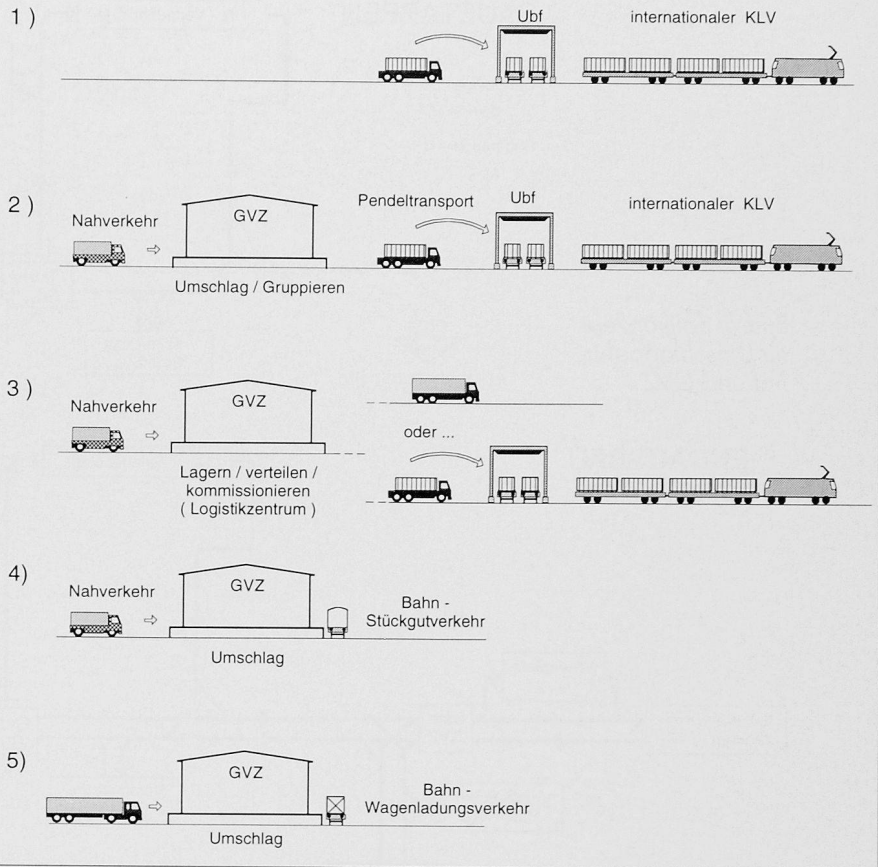 1 )
Ubf
internationaler KLV
2 )
Nahverkehr
GVZ
Pendeltransport
Ubf
internationaler KLV
Umschlag / Gruppieren
3 )
Nahverkehr
GVZ
oder ...
Lagern / verteilen /
kommissionieren
( Logistikzentrum )
4)
Nahverkehr
GVZ
Bahn -
Stückgutverkehr
Umschlag
5)
GVZ
Bahn -
Wagenladungsverkehr
Umschlag